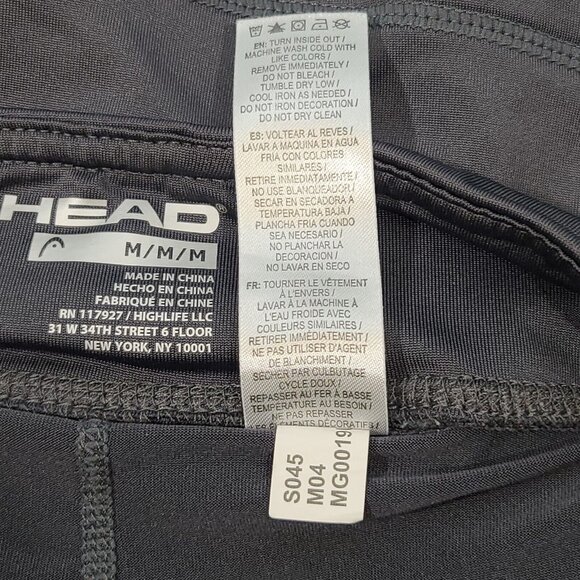 EN: TURN INSIDE OUT /
MACHINE WASH COLD WITH
LIKE COLORS /
REMOVE IMMEDIATELY /
DO NOT BLEACH /
TUMBLE DRY LOW /
COOL IRON AS NEEDED /
DO NOT IRON DECORATION /
DO NOT DRY CLEAN
ES: VOLTEAR AL REVES /
LAVAR A MAQUINA EN AGUA
FRIA CON COLORES
SIMILARES /
RETIRE INMEDIATAMENTE /
NO USE BLANQUEADOR /
SECAR EN SECADORA A
TEMPERATURA BAJA /
PLANCHA FRIA CUANDO
SEA NECESARIO /
NO PLANCHAR LA
DECORACION /
NO LAVAR EN SECO
FR: TOURNER LE VÊTEMENT
À L'ENVERS /
LAVAR À LA MACHINE À
L'EAU FROIDE AVEC
COULEURS SIMILAIRES /
RETIRER IMMÉDIATEMENT /
NE PAS UTILISER D'AGENT
DE BLANCHIMENT /
SÉCHER PAR CULBUTAGE
CYCLE DOUX /
REPASSER AU FER À BASSE
TEMPÉRATURE AU BESOIN /
NE PAS REPASSER
LES ÉLÉMENTS DÉCORATIFS /
HEAD®
M/M/M
MADE IN CHINA
HECHO EN CHINA
FABRIQUÉ EN CHINE
RN 117927 / HIGHLIFE LLC
31 W 34TH STREET 6 FLOOR
NEW YORK, NY 10001
S045
M04
MG0019